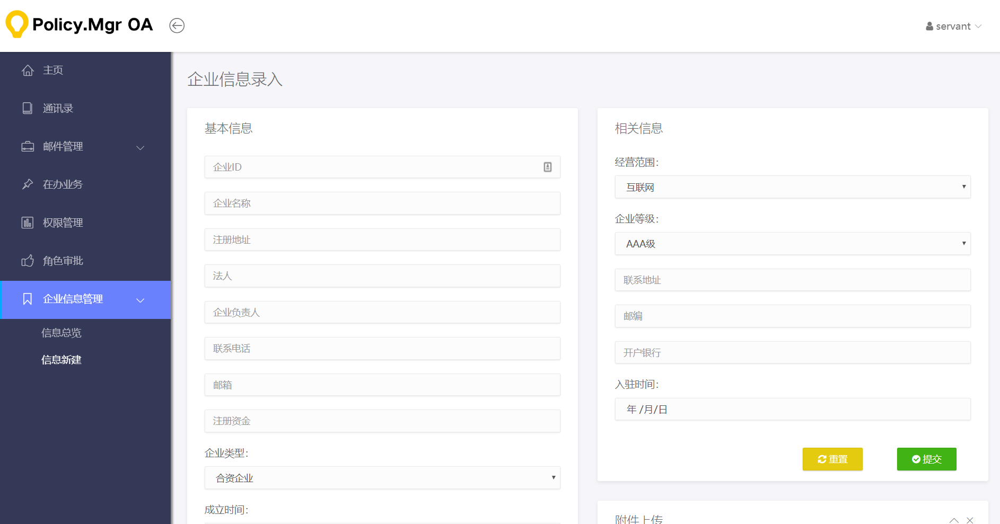 Policy.Mgr OA
servant
主页
通讯录
邮件管理
在办业务
权限管理
角色审批
企业信息管理
信息总览
信息新建
企业信息录入
基本信息
企业ID
企业名称
注册地址
法人
企业负责人
联系电话
邮箱
注册资金
企业类型：
合资企业
成立时间：
相关信息
经营范围：
互联网
企业等级：
AAA级
联系地址
邮编
开户银行
入驻时间：
年 /月/日
重置
提交
附件上传